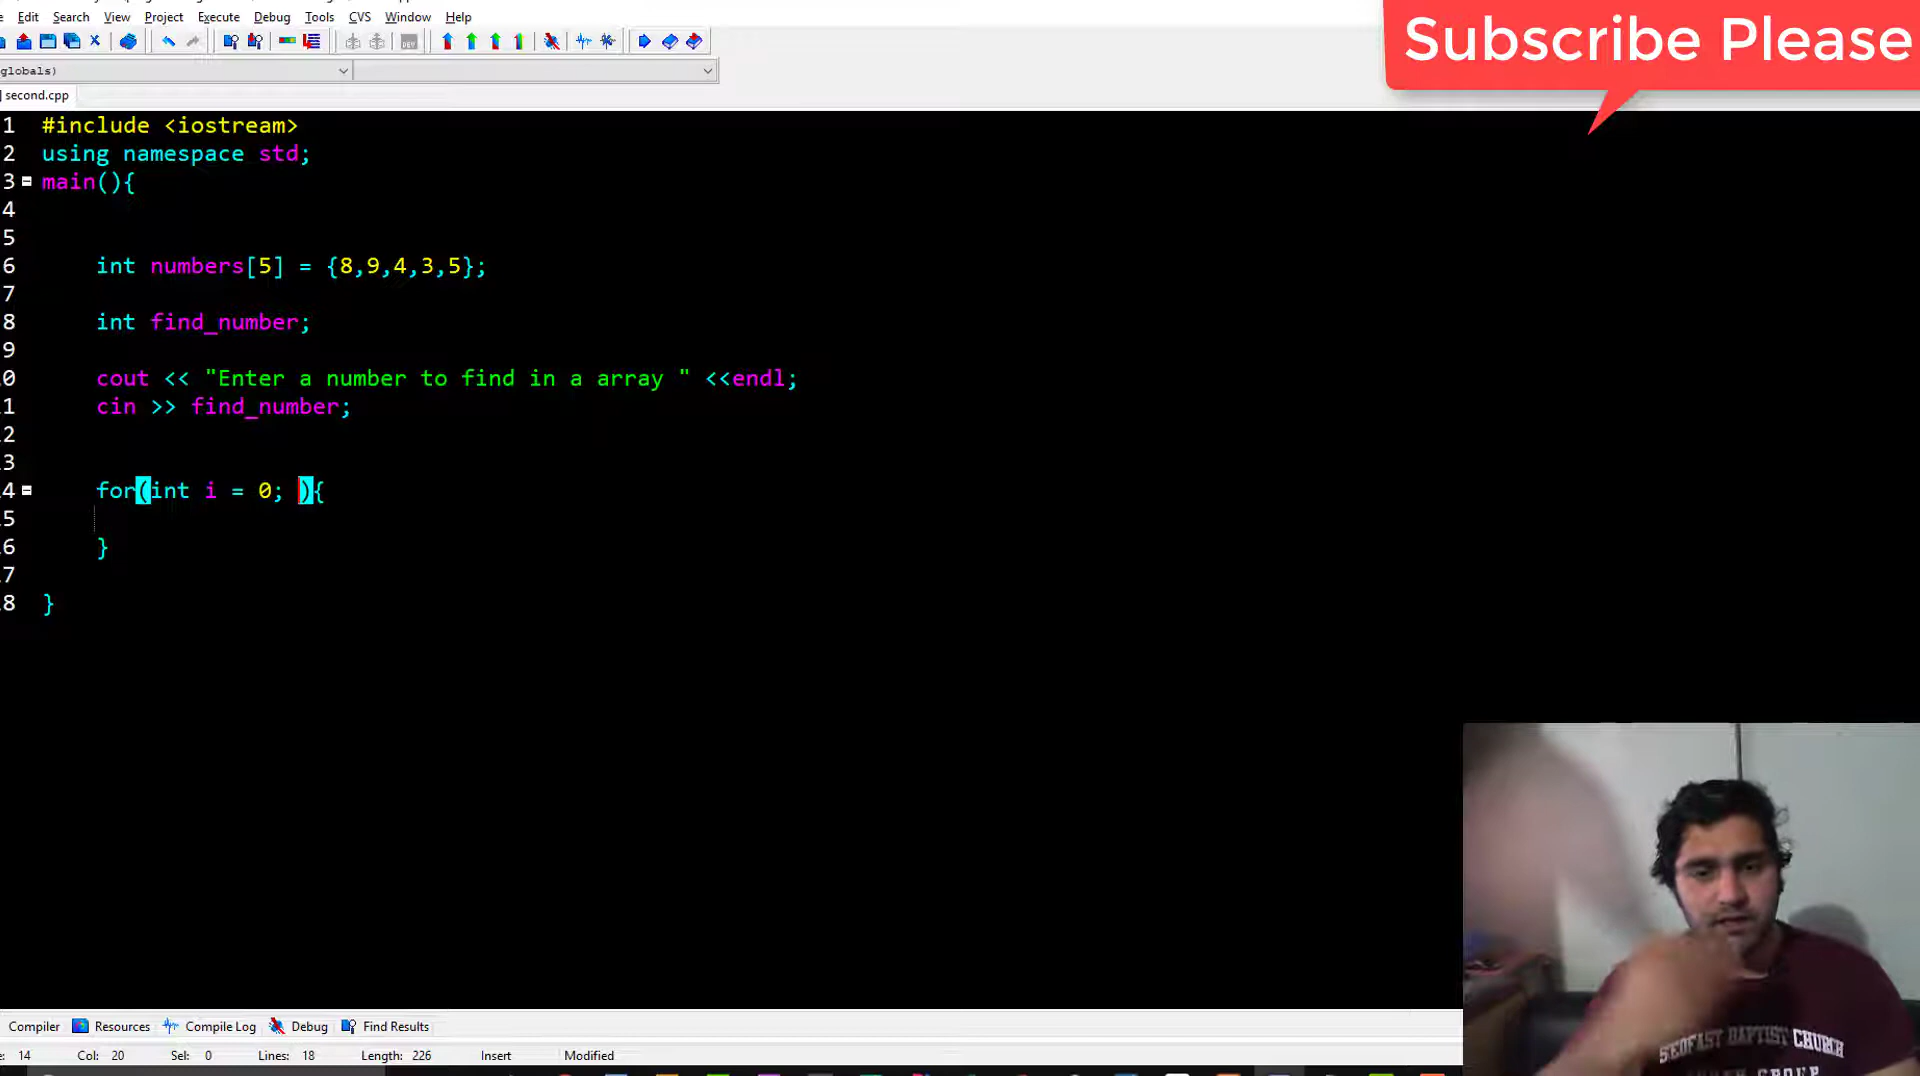 Edit Search View Project Execute Debug Tools CVS Window Help
Subscribe Please
globals)
second.cpp
1 #include <iostream>
2 using namespace std;
3 main(){
4
5
6 int numbers[5] = {8,9,4,3,5};
7
8 int find_number;
9
0 cout << "Enter a number to find in a array " <<endl;
1 cin >> find_number;
2
3
4 for(int i = 0; ){
5
6 }
7
8 }
Compiler Resources Compile Log Debug Find Results
: 14 Col: 20 Sel: 0 Lines: 18 Length: 226 Insert Modified
BAPTIST CHURCH
GROUP